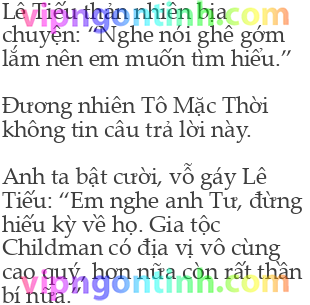 Lê Tiếu thản nhiên bịa
chuyện: “Nghe nói ghê gớm
lắm nên em muốn tìm hiểu.”
Đương nhiên Tô Mặc Thời
không tin câu trả lời này.
Anh ta bật cười, vỗ gáy Lê
Tiếu: “Em nghe anh Tư, đừng
hiếu kỳ về họ. Gia tộc
Childman có địa vị vô cùng
cao quý, hơn nữa còn rất thần
bí nữa.”
vipngontinh.com
vipngontinh.com